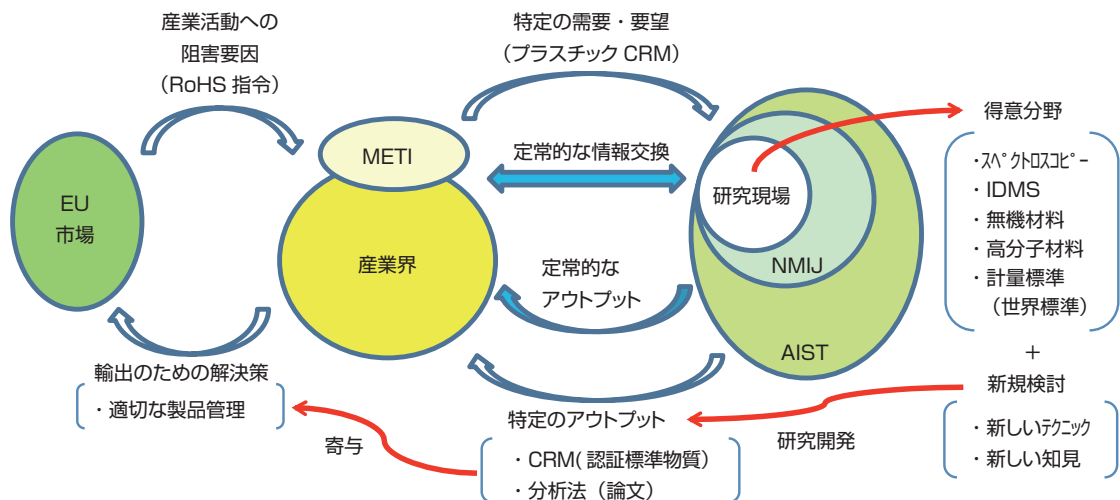 産業活動への
阻害要因
（RoHS 指令）
特定の需要・要望
（プラスチック CRM）
EU
市場
METI
産業界
定常的な情報交換
定常的な
アウトプット
研究現場
NMIJ
AIST
得意分野
・ｽﾍﾟｸﾄﾛｽｺﾋﾟｰ
・IDMS
・無機材料
・高分子材料
・計量標準
（世界標準）
+
新規検討
・新しいﾃｸﾆｯｸ
・新しい知見
研究開発
特定のアウトプット
・CRM( 認証標準物質）
・分析法（論文）
寄与
輸出のための解決策
・適切な製品管理